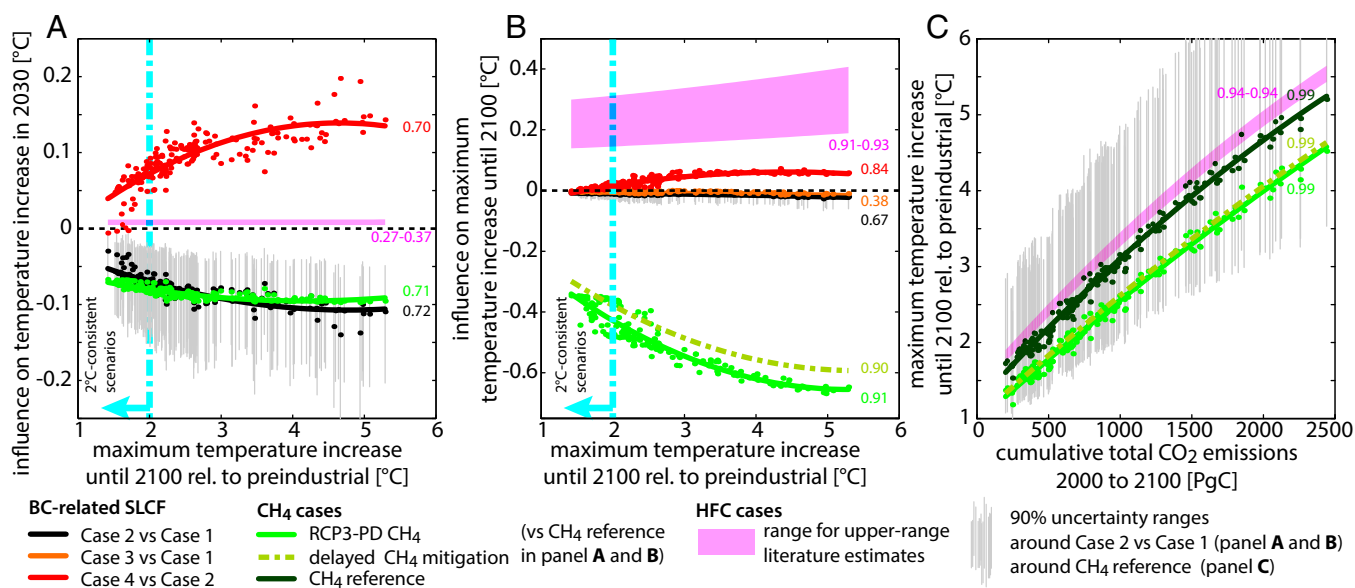 A
influence on temperature increase in 2030 [°C]
0.2
0.1
0
-0.1
-0.2
0.70
0.27-0.37
0.71
0.72
2°C-consistent
scenarios
1 2 3 4 5 6
maximum temperature increase
until 2100 rel. to preindustrial [°C]
B
influence on maximum
temperature increase until 2100 [°C]
0.4
0.2
0
-0.2
-0.4
-0.6
0.91-0.93
0.84
0.38
0.67
0.90
0.91
2°C-consistent
scenarios
1 2 3 4 5 6
maximum temperature increase
until 2100 rel. to preindustrial [°C]
C
maximum temperature increase
until 2100 rel. to preindustrial [°C]
6
5
4
3
2
1
0.94-0.94
0.99
0.99
0.99
0 500 1000 1500 2000 2500
cumulative total CO2 emissions
2000 to 2100 [PgC]
BC-related SLCF
Case 2 vs Case 1
Case 3 vs Case 1
Case 4 vs Case 2
CH4 cases
RCP3-PD CH4
delayed CH4 mitigation
CH4 reference
(vs CH4 reference
in panel A and B)
HFC cases
range for upper-range
literature estimates
90% uncertainty ranges
around Case 2 vs Case 1 (panel A and B)
around CH4 reference (panel C)